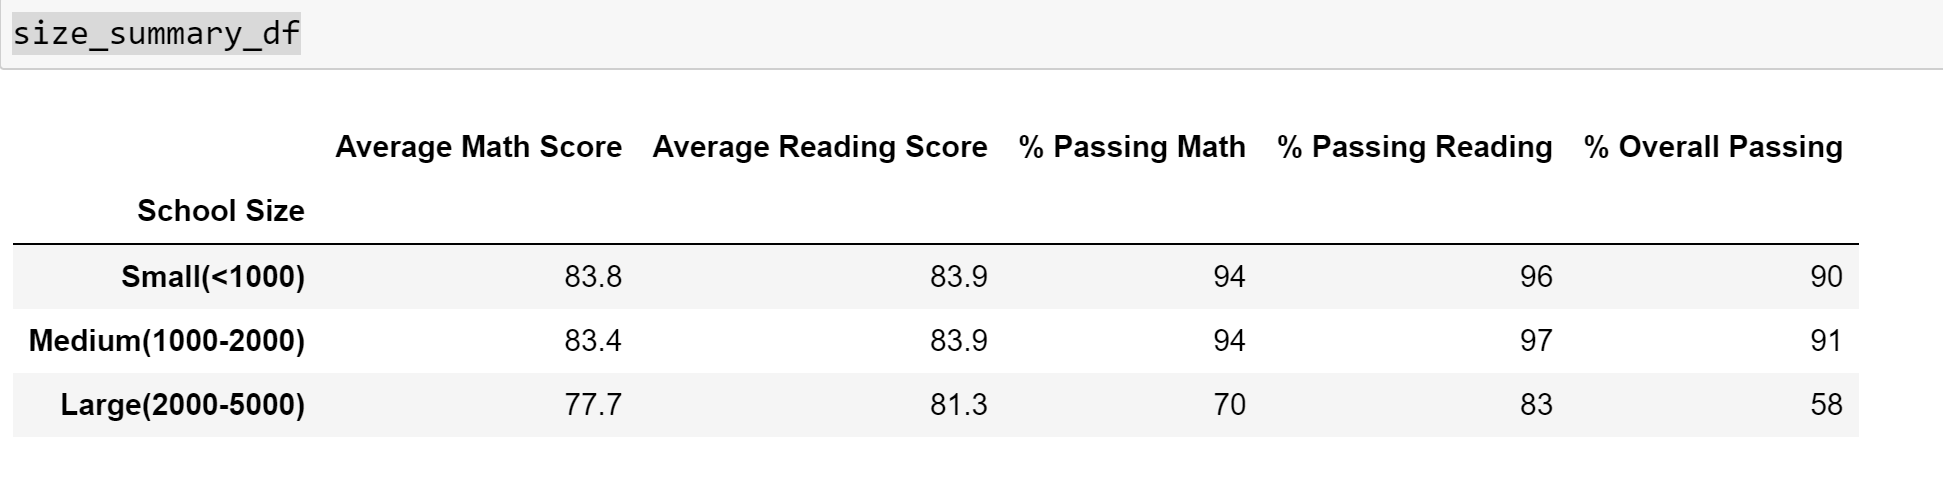 size_summary_df
Average Math Score Average Reading Score % Passing Math % Passing Reading % Overall Passing
School Size
Small(<1000) 83.8 83.9 94 96 90
Medium(1000-2000) 83.4 83.9 94 97 91
Large(2000-5000) 77.7 81.3 70 83 58